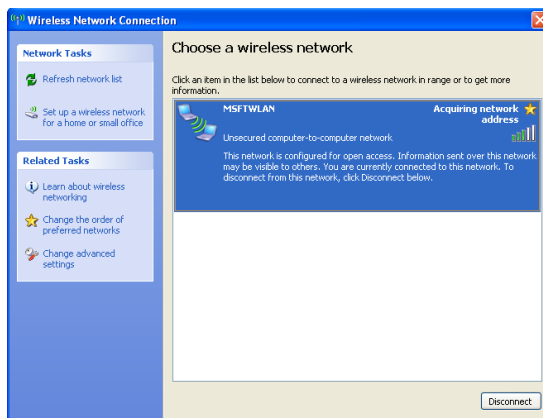 Wireless Network Connection
Network Tasks
Refresh network list
Set up a wireless network
for a home or small office
Related Tasks
Learn about wireless
networking
Change the order of
preferred networks
Change advanced
settings
Choose a wireless network
Click an item in the list below to connect to a wireless network in range or to get more
information.
MSFTWLAN
Acquiring network
address
Unsecured computer-to-computer network
This network is configured for open access. Information sent over this network
may be visible to others. You are currently connected to this network. To
disconnect from this network, click Disconnect below.
Disconnect